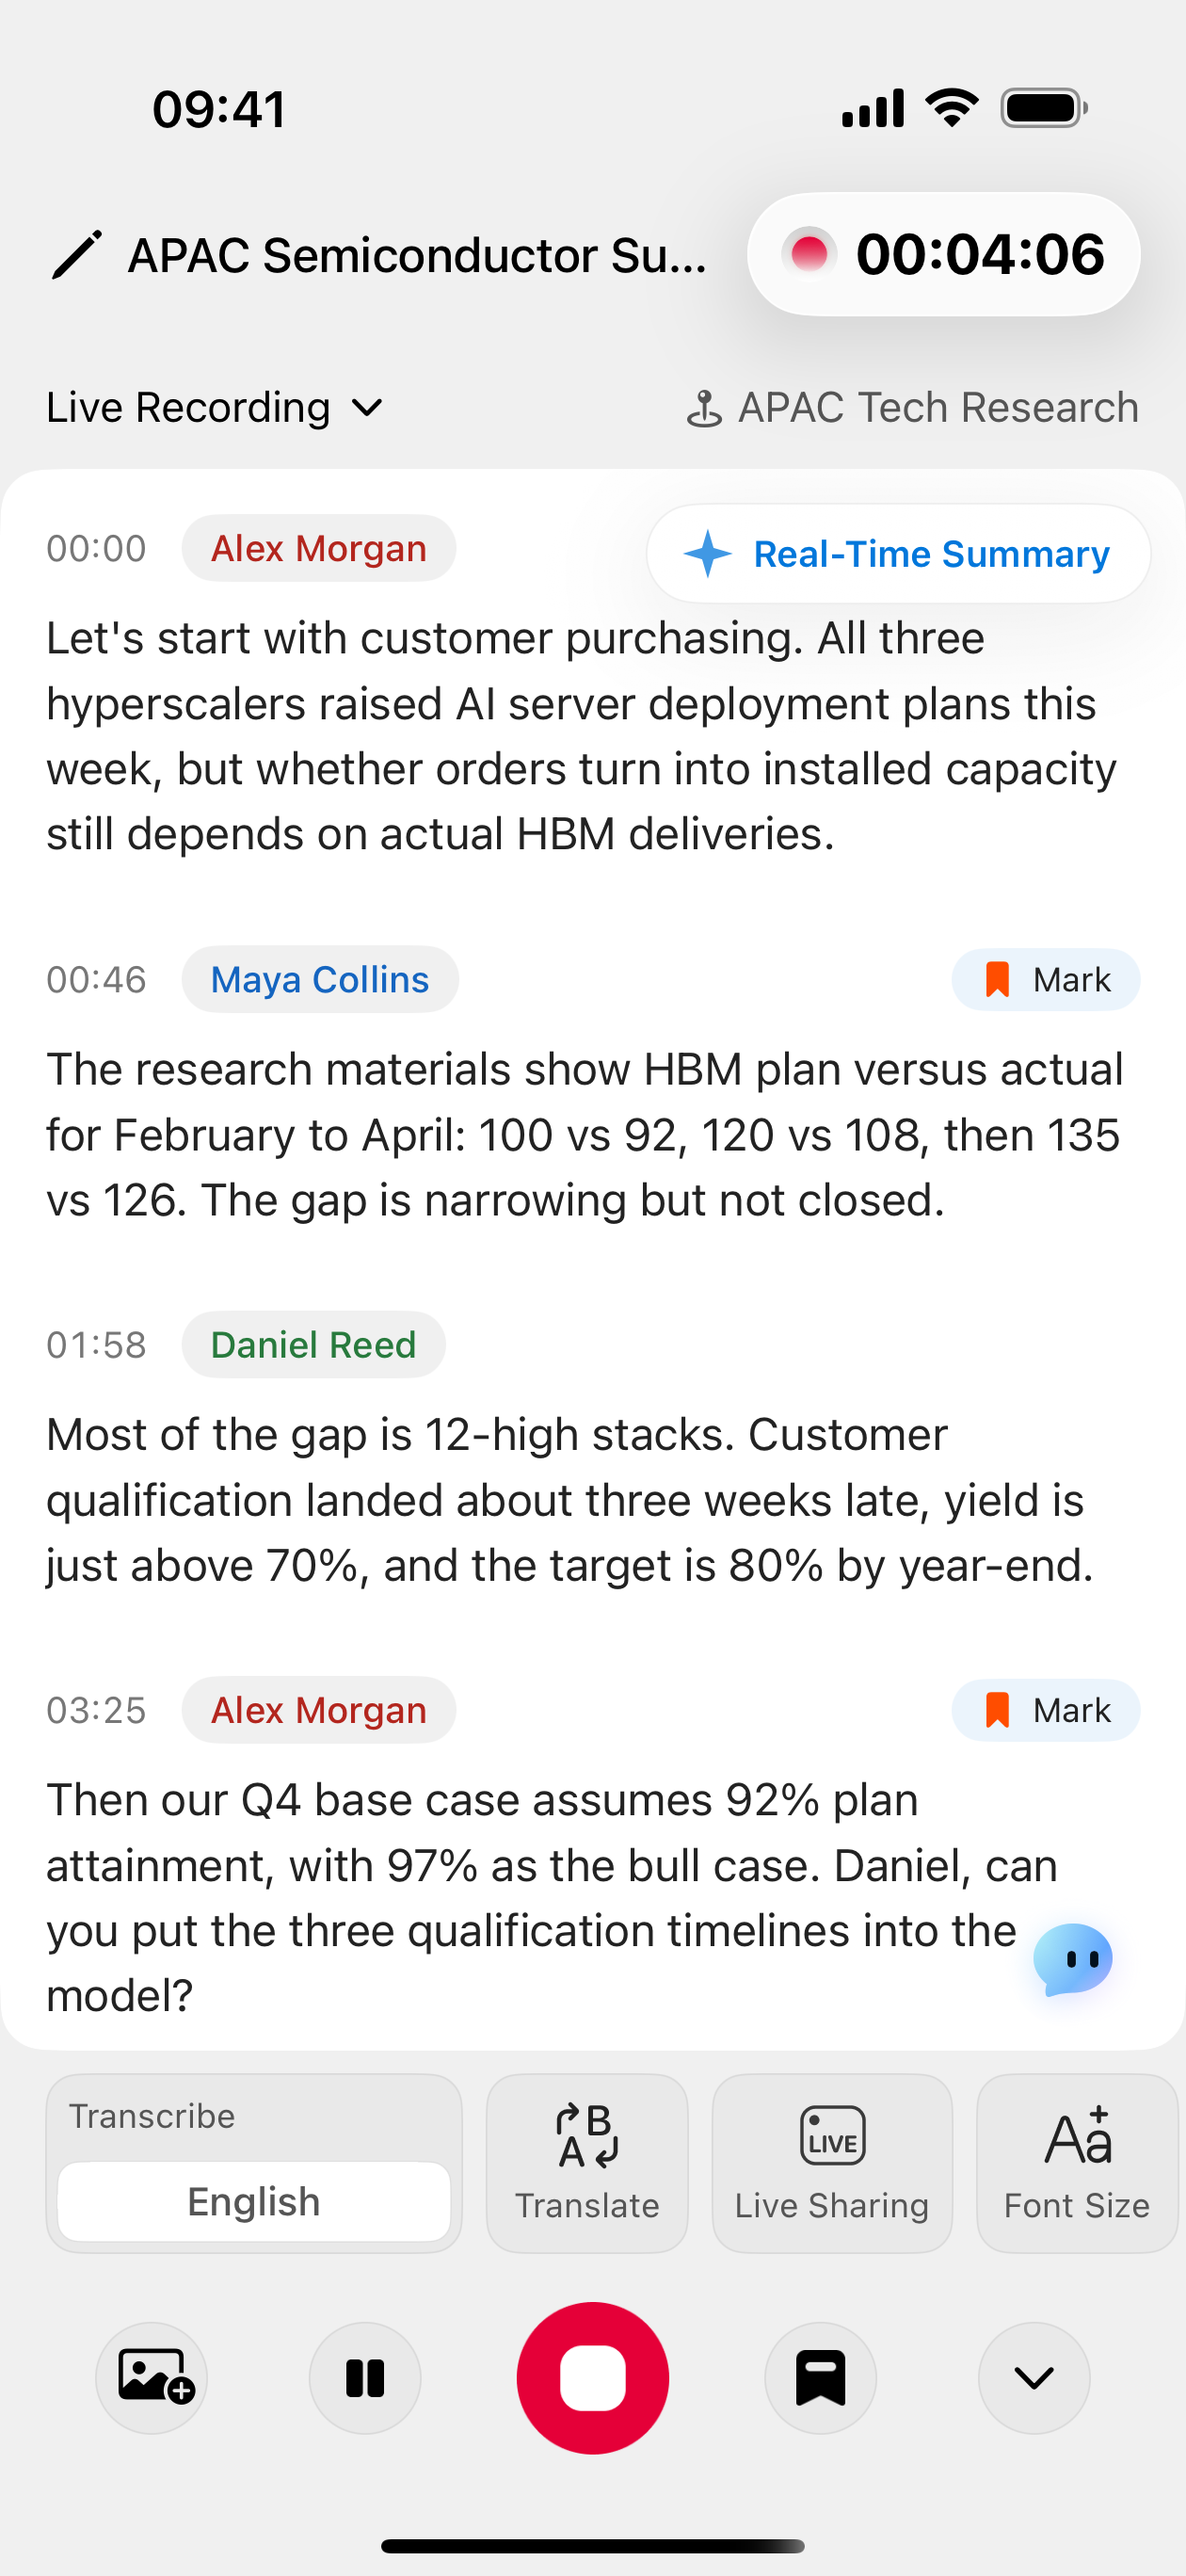 09:41
APAC Semiconductor Su...
00:04:06
Live Recording
APAC Tech Research
00:00 Alex Morgan
Real-Time Summary
Let's start with customer purchasing. All three
hyperscalers raised AI server deployment plans this
week, but whether orders turn into installed capacity
still depends on actual HBM deliveries.
00:46 Maya Collins
Mark
The research materials show HBM plan versus actual
for February to April: 100 vs 92, 120 vs 108, then 135
vs 126. The gap is narrowing but not closed.
01:58 Daniel Reed
Most of the gap is 12-high stacks. Customer
qualification landed about three weeks late, yield is
just above 70%, and the target is 80% by year-end.
03:25 Alex Morgan
Mark
Then our Q4 base case assumes 92% plan
attainment, with 97% as the bull case. Daniel, can
you put the three qualification timelines into the
model?
Transcribe
English
B
A
Translate
LIVE
Live Sharing
Aa+
Font Size